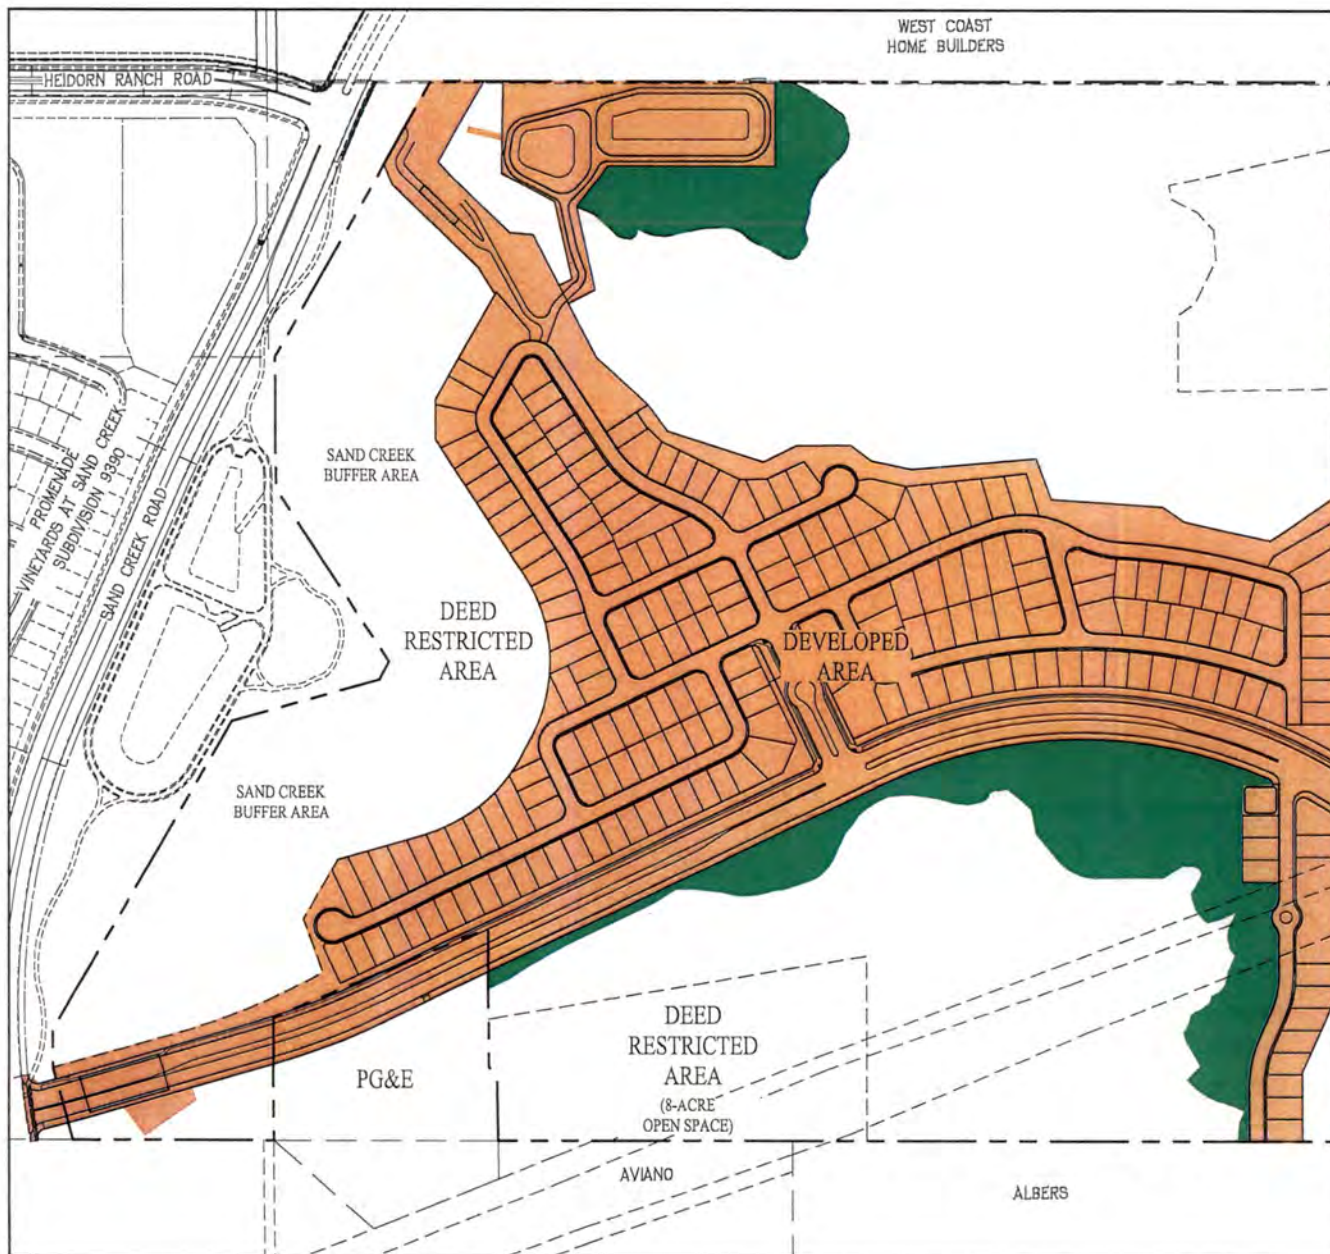 WEST COAST
HOME BUILDERS
HEIDORN RANCH ROAD
PROMENADE
VINEYARDS AT SAND CREEK
SUBDIVISION 9390
SAND CREEK ROAD
SAND CREEK
BUFFER AREA
DEED
RESTRICTED
AREA
DEVELOPED
AREA
SAND CREEK
BUFFER AREA
PG&E
DEED
RESTRICTED
AREA
(8-ACRE
OPEN SPACE)
AVIANO
ALBERS